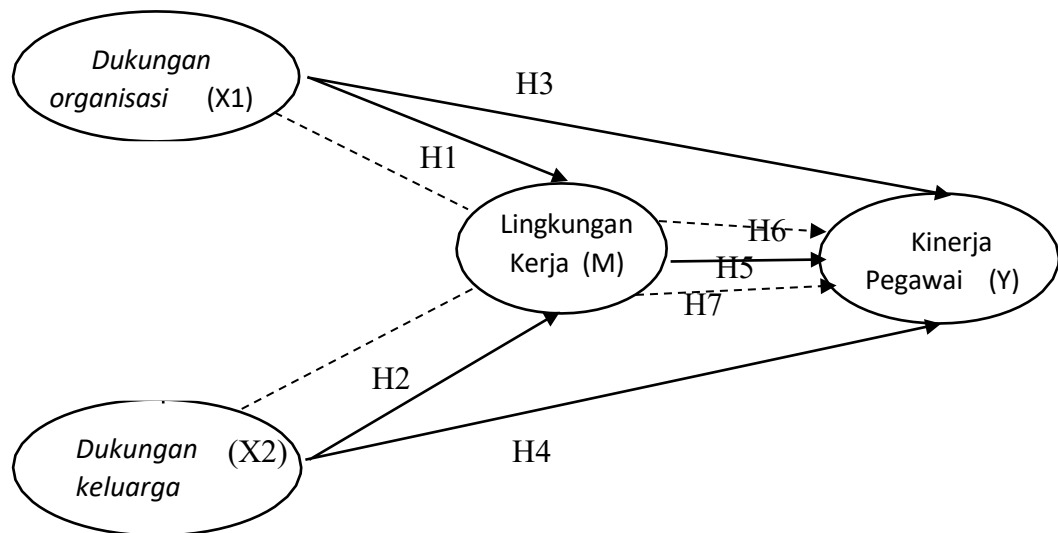 Dukungan
organisasi (X1)
H3
H1
Lingkungan
Kerja (M)
H6
H5
H7
Kinerja
Pegawai (Y)
H2
Dukungan (X2)
keluarga
H4